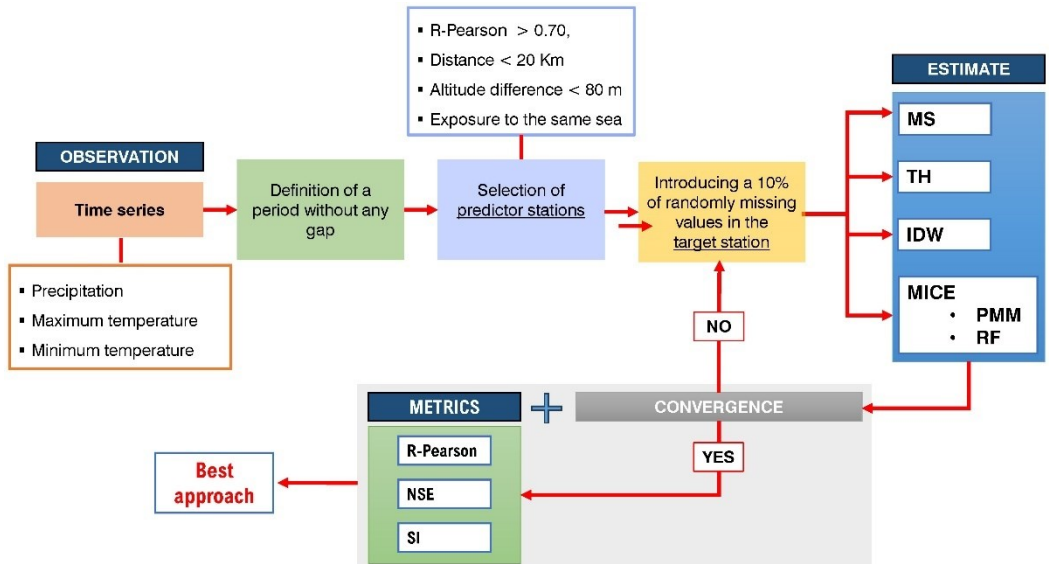 ▪ R-Pearson > 0.70,
▪ Distance < 20 Km
▪ Altitude difference < 80 m
▪ Exposure to the same sea
OBSERVATION
Time series
▪ Precipitation
▪ Maximum temperature
▪ Minimum temperature
Definition of a
period without any
gap
Selection of
predictor stations
Introducing a 10%
of randomly missing
values in the
target station
ESTIMATE
MS
TH
IDW
MICE
• PMM
• RF
NO
CONVERGENCE
YES
METRICS
R-Pearson
NSE
SI
Best
approach